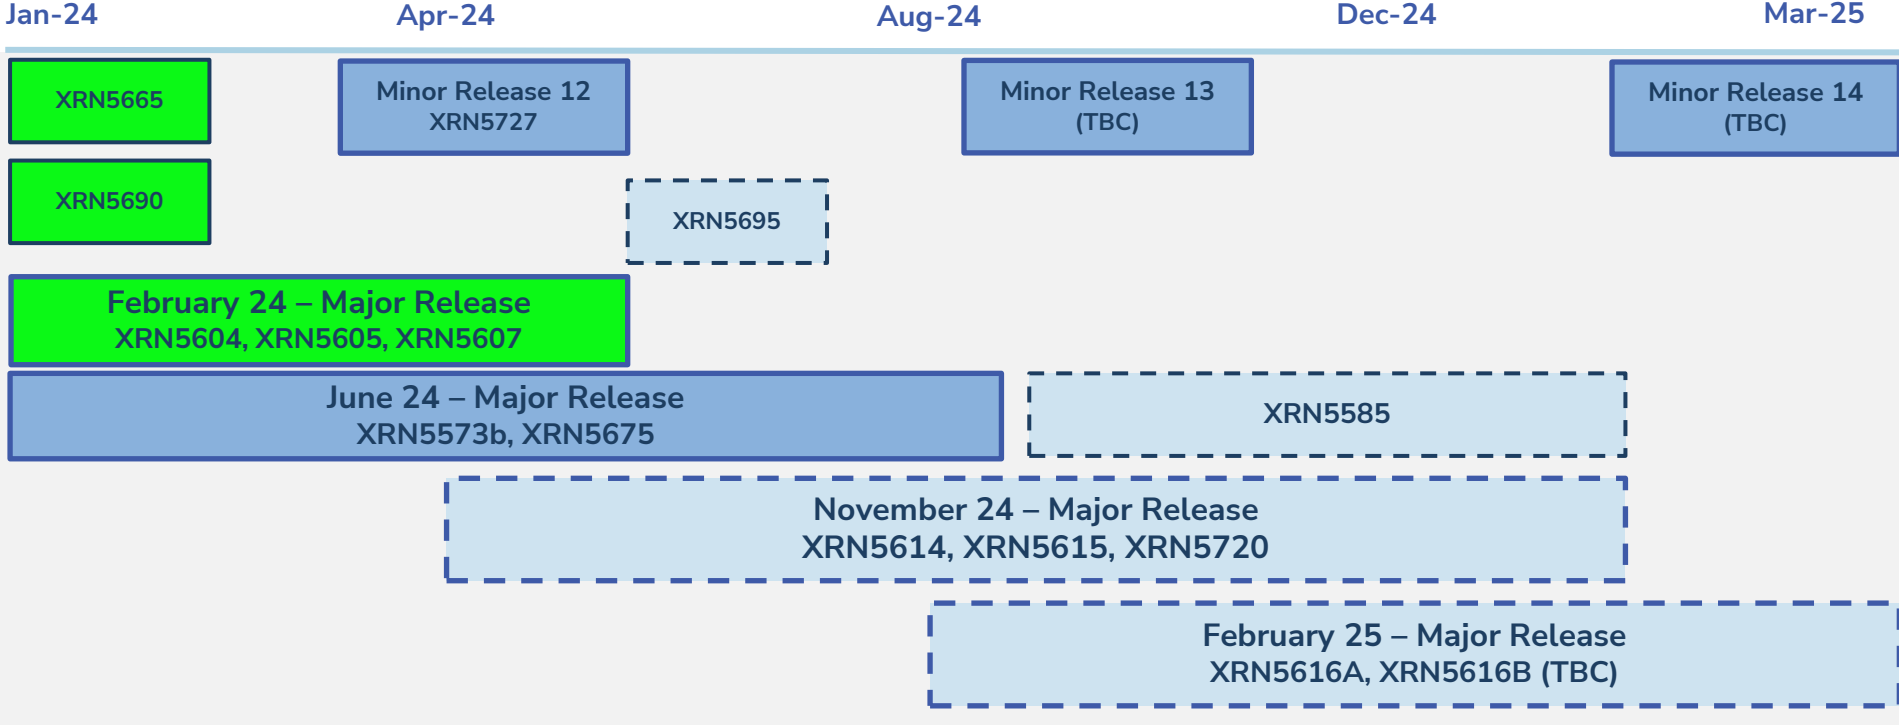 Jan-24
Apr-24
Aug-24
Dec-24
Mar-25
XRN5665
Minor Release 12
XRN5727
Minor Release 13
(TBC)
Minor Release 14
(TBC)
XRN5690
XRN5695
February 24 – Major Release
XRN5604, XRN5605, XRN5607
June 24 – Major Release
XRN5573b, XRN5675
XRN5585
November 24 – Major Release
XRN5614, XRN5615, XRN5720
February 25 – Major Release
XRN5616A, XRN5616B (TBC)